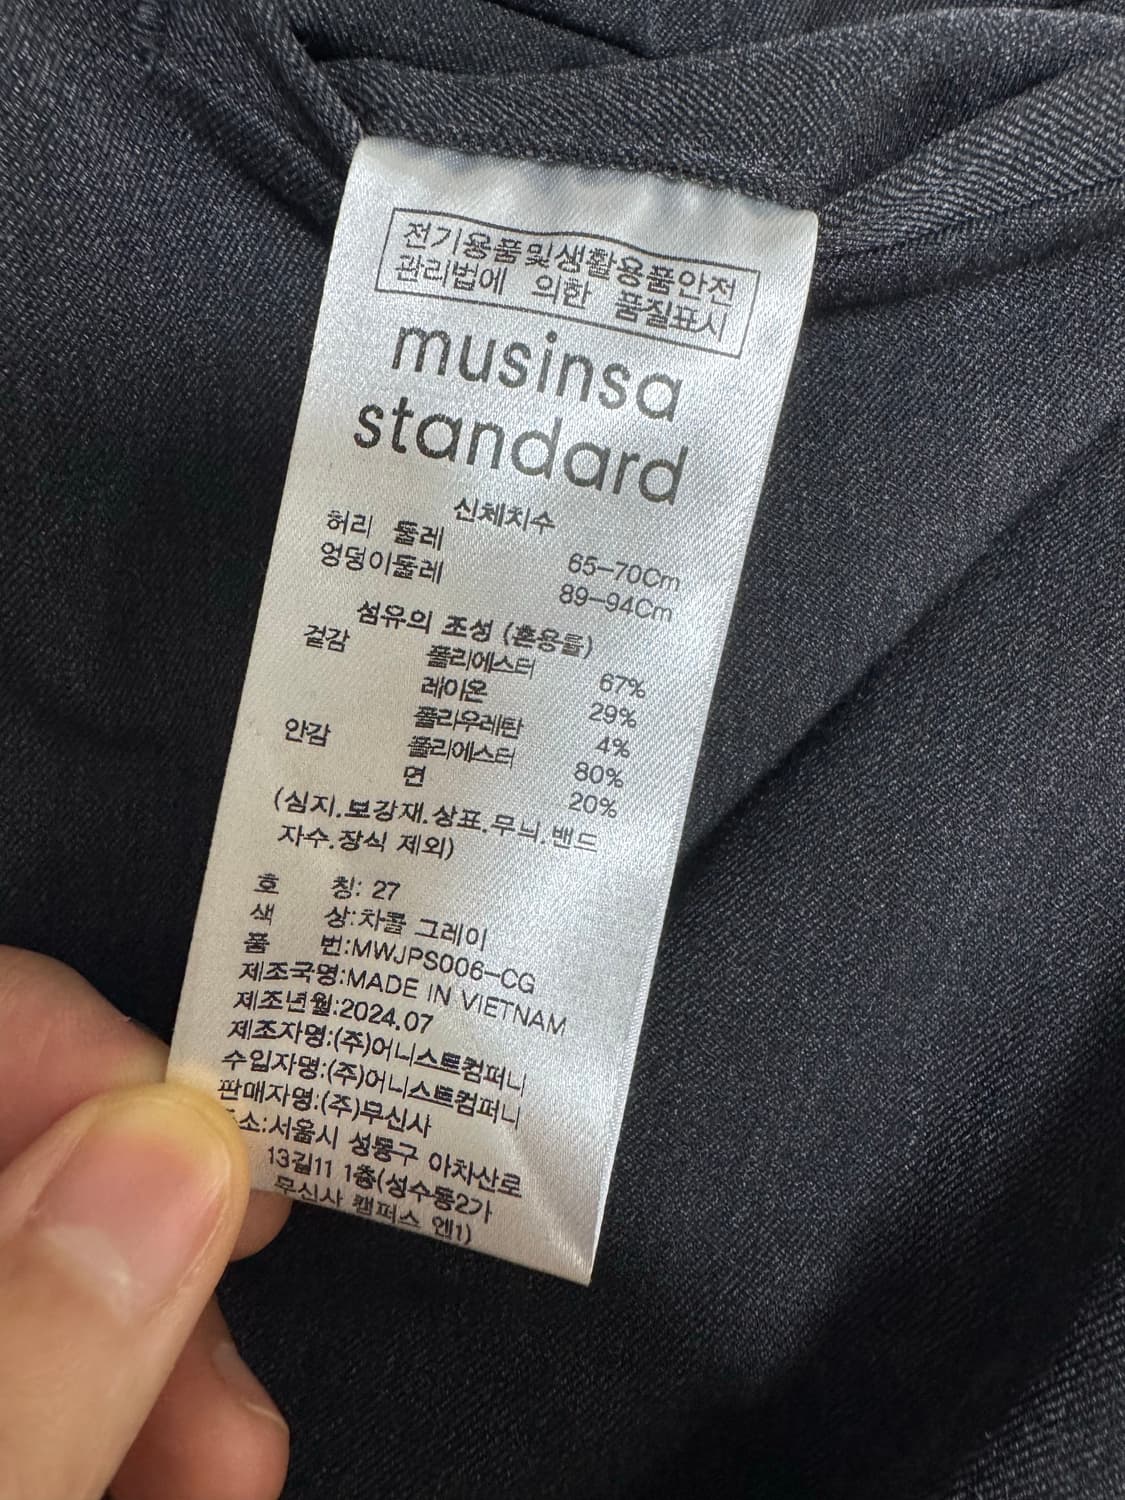 전기용품및생활용품안전
관리법에 의한 품질표시
musinsa
standard
신체치수
허리 둘레 65-70Cm
엉덩이둘레 89-94Cm
섬유의 조성 (혼용률)
겉감 폴리에스터 67%
레이온 29%
폴리우레탄 4%
안감 폴리에스터 80%
면 20%
(심지.보강재.상표.무늬.밴드
자수.장식 제외)
호 칭: 27
색 상:차콜 그레이
품 번:MWJPS006-CG
제조국명:MADE IN VIETNAM
제조년월:2024.07
제조자명:(주)어니스트컴퍼니
수입자명:(주)어니스트컴퍼니
판매자명:(주)무신사
주소:서울시 성동구 아차산로
13길11 1층(성수동2가
무신사 캠퍼스 엔1)